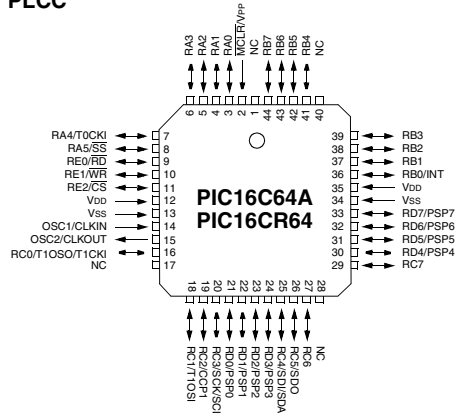 PLCC
RA3
RA2
RA1
RA0
MCLR/VPP
NC
RB7
RB6
RB5
RB4
NC
6
5
4
3
2
1
44
43
42
41
40
RA4/T0CKI 7
RA5/SS 8
RE0/RD 9
RE1/WR 10
RE2/CS 11
VDD 12
VSS 13
OSC1/CLKIN 14
OSC2/CLKOUT 15
RC0/T1OSO/T1CKI 16
NC 17
PIC16C64A
PIC16CR64
39 RB3
38 RB2
37 RB1
36 RB0/INT
35 VDD
34 VSS
33 RD7/PSP7
32 RD6/PSP6
31 RD5/PSP5
30 RD4/PSP4
29 RC7
18
19
20
21
22
23
24
25
26
27
28
RC1/T1OSI
RC2/CCP1
RC3/SCK/SCL
RD0/PSP0
RD1/PSP1
RD2/PSP2
RD3/PSP3
RC4/SDI/SDA
RC5/SDO
RC6
NC